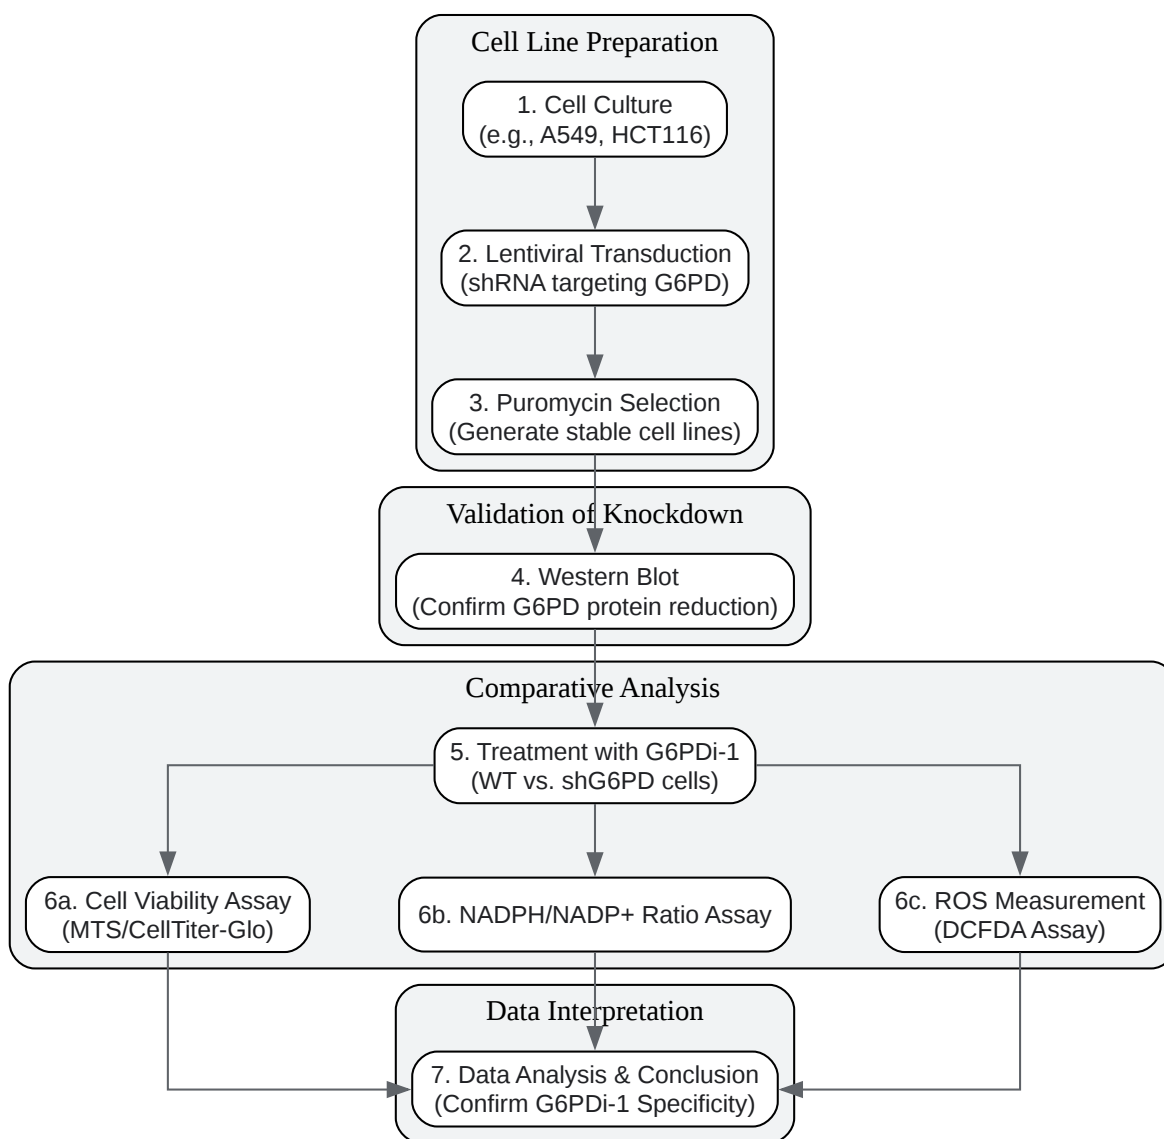 Cell Line Preparation
1. Cell Culture
(e.g., A549, HCT116)
2. Lentiviral Transduction
(shRNA targeting G6PD)
3. Puromycin Selection
(Generate stable cell lines)
Validation of Knockdown
4. Western Blot
(Confirm G6PD protein reduction)
Comparative Analysis
5. Treatment with G6PDi-1
(WT vs. shG6PD cells)
6a. Cell Viability Assay
(MTS/CellTiter-Glo)
6b. NADPH/NADP+ Ratio Assay
6c. ROS Measurement
(DCFDA Assay)
Data Interpretation
7. Data Analysis & Conclusion
(Confirm G6PDi-1 Specificity)